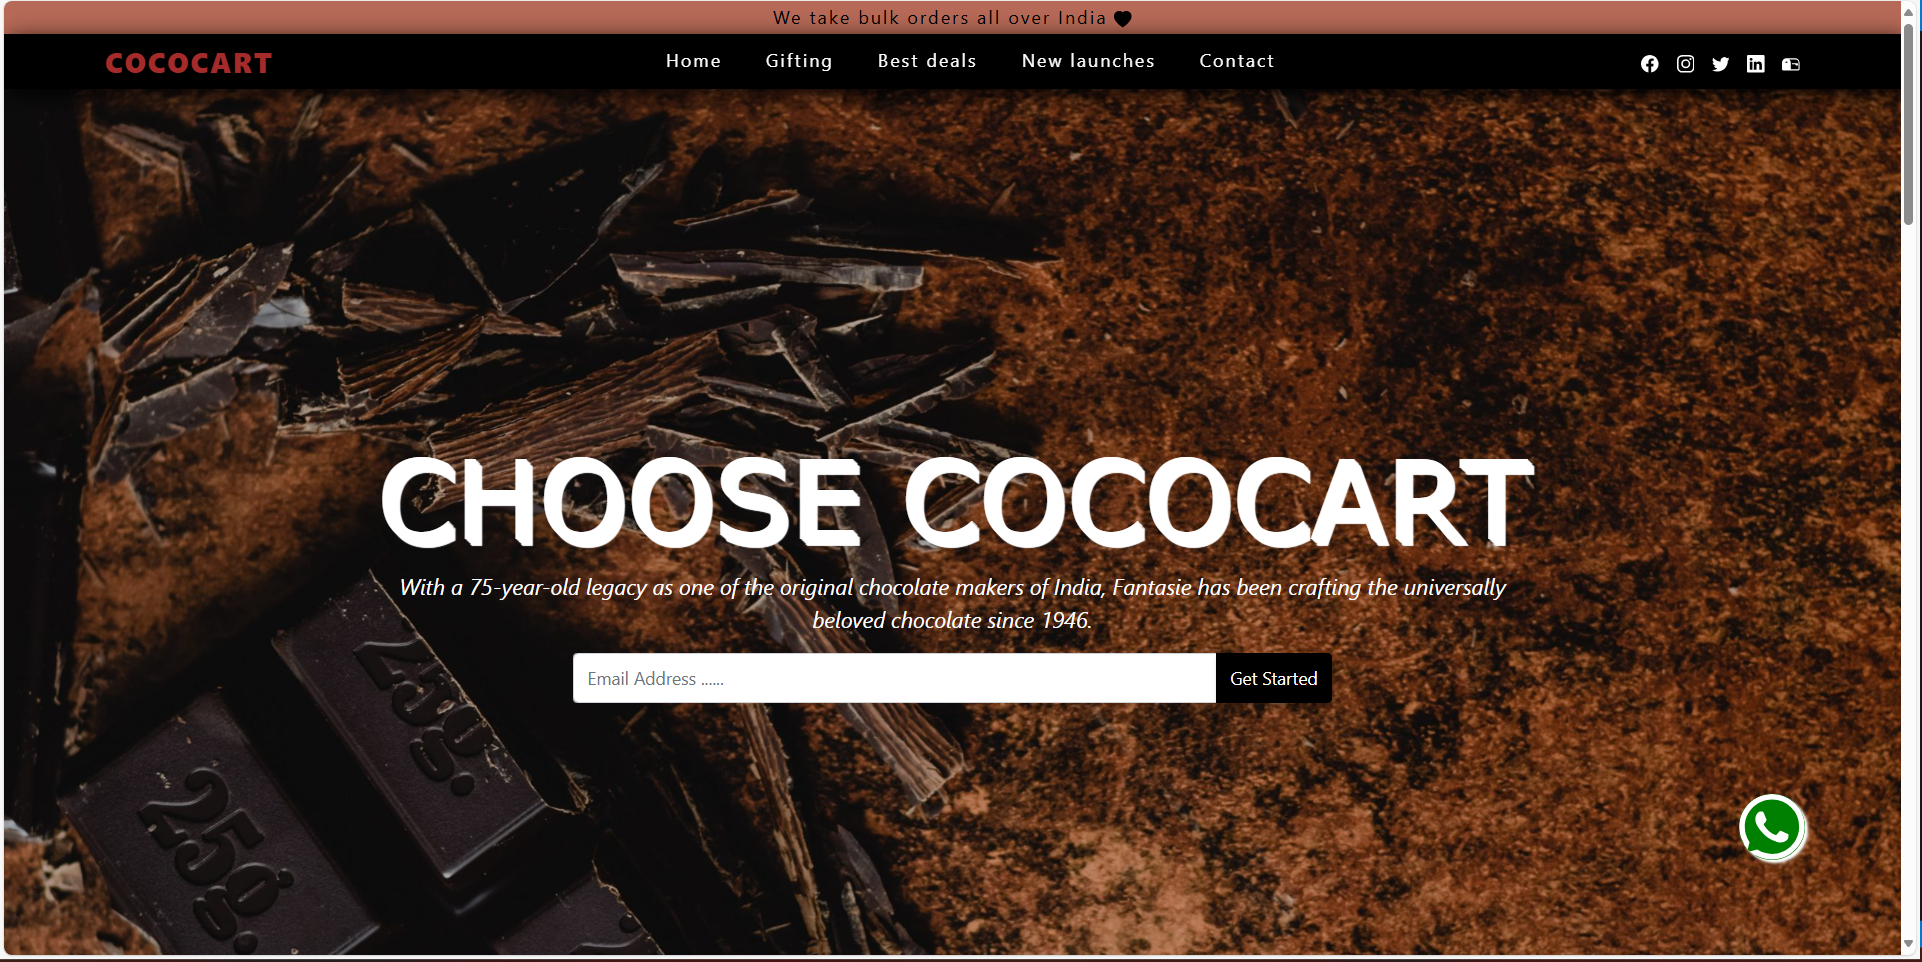 We take bulk orders all over India
COCOCART
Home Gifting Best deals New launches Contact
CHOOSE COCOCART
With a 75-year-old legacy as one of the original chocolate makers of India, Fantasie has been crafting the universally
beloved chocolate since 1946.
Email Address ......
Get Started
25g.
25g.